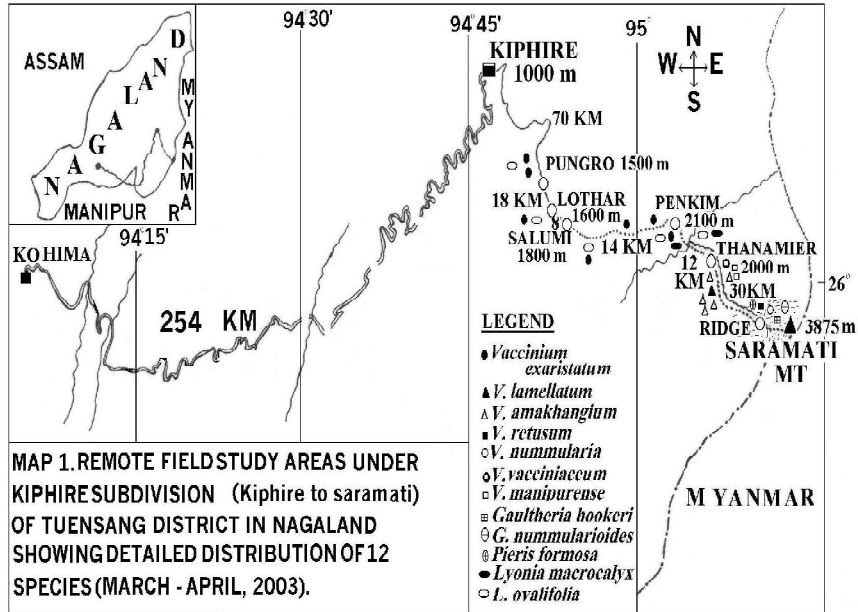 94°30'
94°45'
95°
ASSAM
NAGALAND
MYANMAR
MANIPUR
94°15'
KOHIMA
254 KM
KIPHIRE
1000 m
N
W E
S
70 KM
PUNGRO 1500 m
18 KM
LOTHAR
1600 m
8
SALUMI
1800 m
14 KM
PENKIM
2100 m
THANAMIER
2000 m
12
KM
30KM
26°
RIDGE
3875 m
SARAMATI
MT
MYANMAR
LEGEND
Vaccinium
exaristatum
V. lamellatum
V. amakhangium
V. retusum
V. nummularia
V. vacciniaceum
V. manipurense
Gaultheria hookeri
G. nummularioides
Pieris formosa
Lyonia macrocalyx
L. ovalifolia
MAP 1. REMOTE FIELD STUDY AREAS UNDER
KIPHIRE SUBDIVISION (Kiphire to saramati)
OF TUENSANG DISTRICT IN NAGALAND
SHOWING DETAILED DISTRIBUTION OF 12
SPECIES (MARCH - APRIL, 2003).